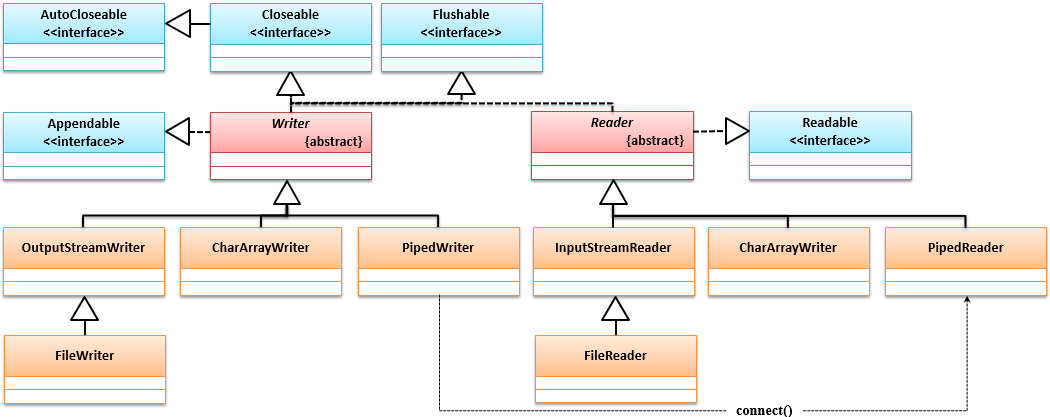 AutoCloseable
<<interface>>
Closeable
<<interface>>
Flushable
<<interface>>
Appendable
<<interface>>
Writer
{abstract}
Reader
{abstract}
Readable
<<interface>>
OutputStreamWriter
CharArrayWriter
PipedWriter
InputStreamReader
CharArrayWriter
PipedReader
FileWriter
FileReader
connect()